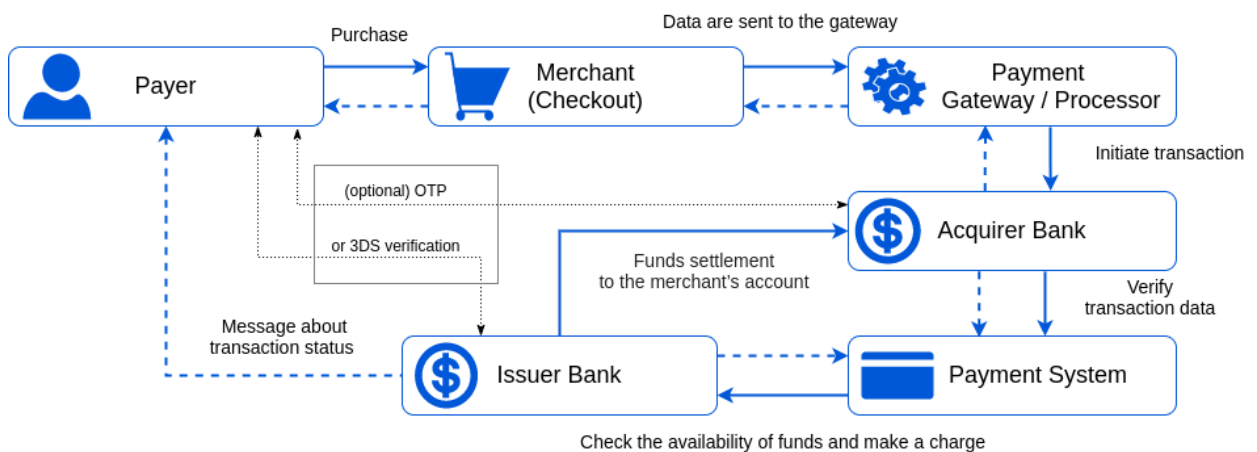 Data are sent to the gateway
Purchase
Payer
Merchant
(Checkout)
Payment
Gateway / Processor
Initiate transaction
(optional) OTP
or 3DS verification
Acquirer Bank
Funds settlement
to the merchant's account
Verify
transaction data
Message about
transaction status
Issuer Bank
Payment System
Check the availability of funds and make a charge